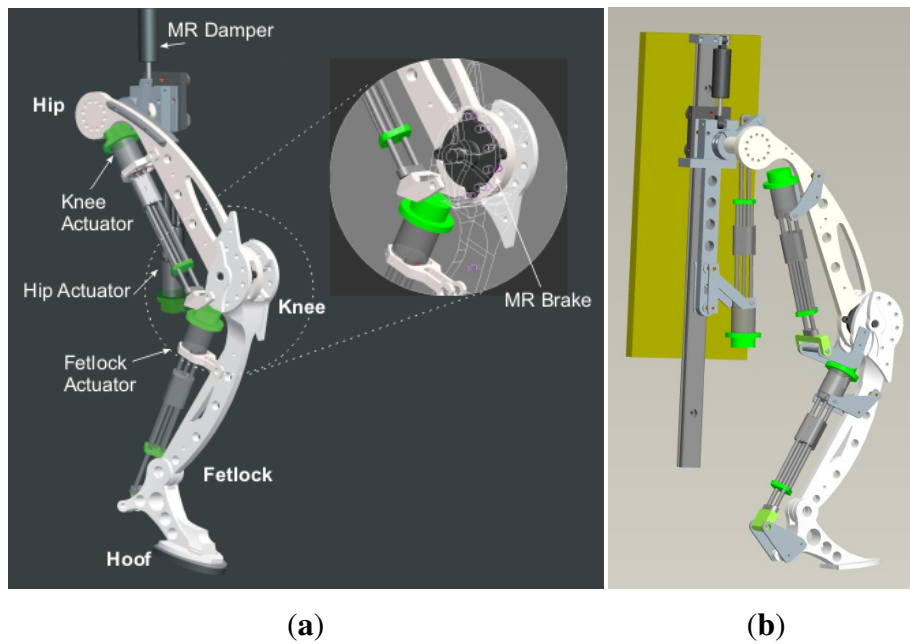 MR Damper
Hip
Knee
Actuator
Hip Actuator
Knee
MR Brake
Fetlock
Actuator
Fetlock
Hoof
(a)
(b)